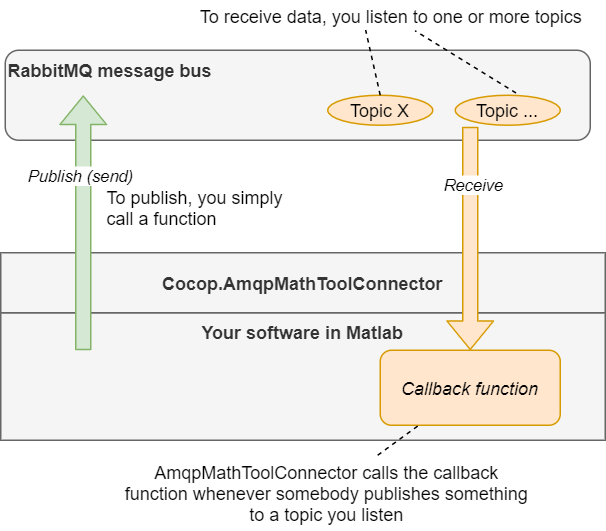 To receive data, you listen to one or more topics
RabbitMQ message bus
Topic X
Topic ...
Publish (send)
Receive
To publish, you simply
call a function
Cocop.AmqpMathToolConnector
Your software in Matlab
Callback function
AmqpMathToolConnector calls the callback
function whenever somebody publishes something
to a topic you listen